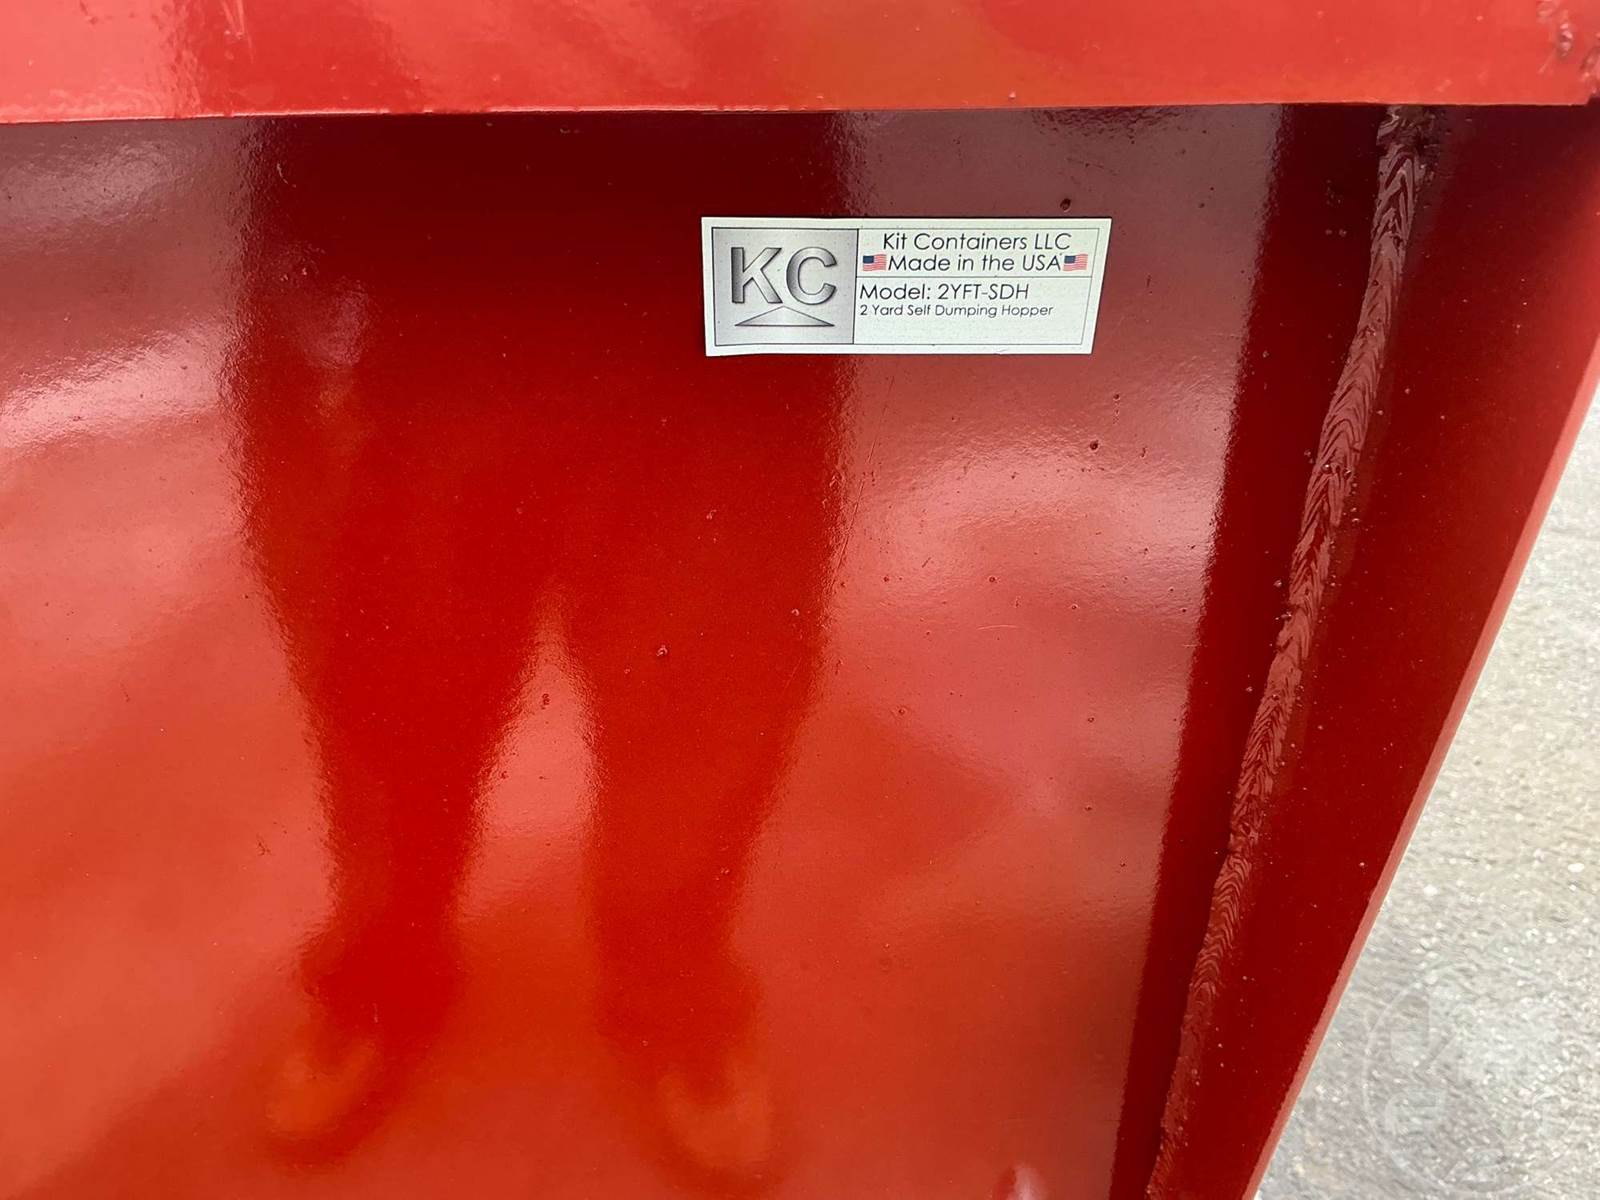 KC
Kit Containers LLC
Made in the USA
Model: 2YFT-SDH
2 Yard Self Dumping Hopper